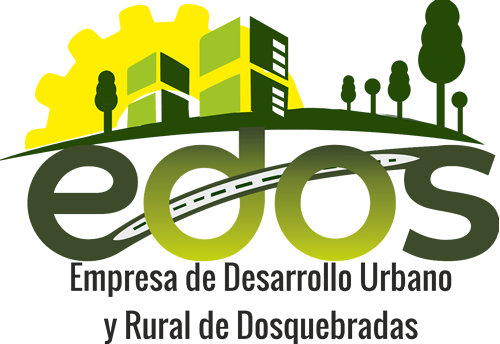 edos
Empresa de Desarrollo Urbano
y Rural de Dosquebradas